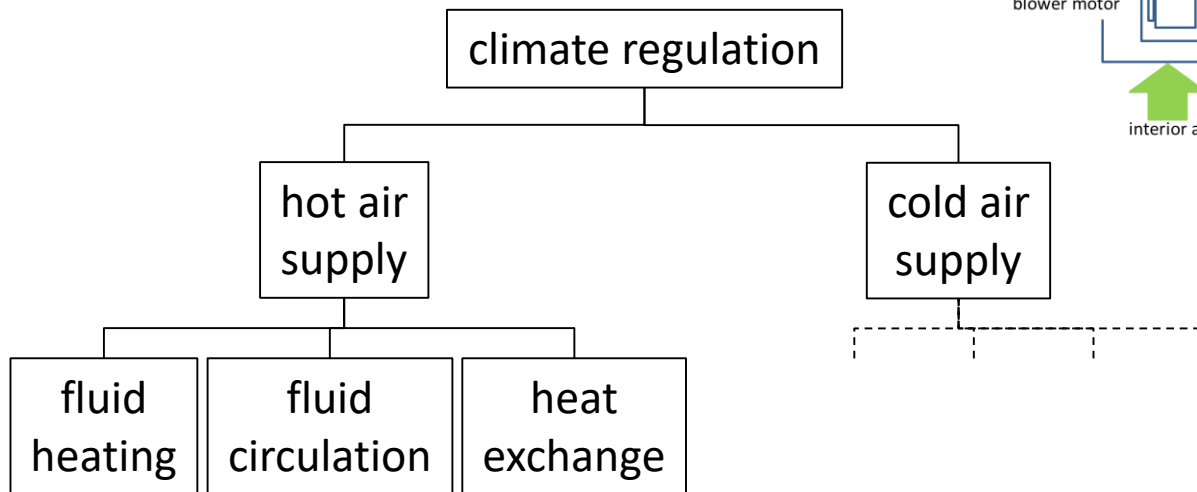 blower motor
climate regulation
interior
hot air
supply
cold air
supply
fluid
heating
fluid
circulation
heat
exchange